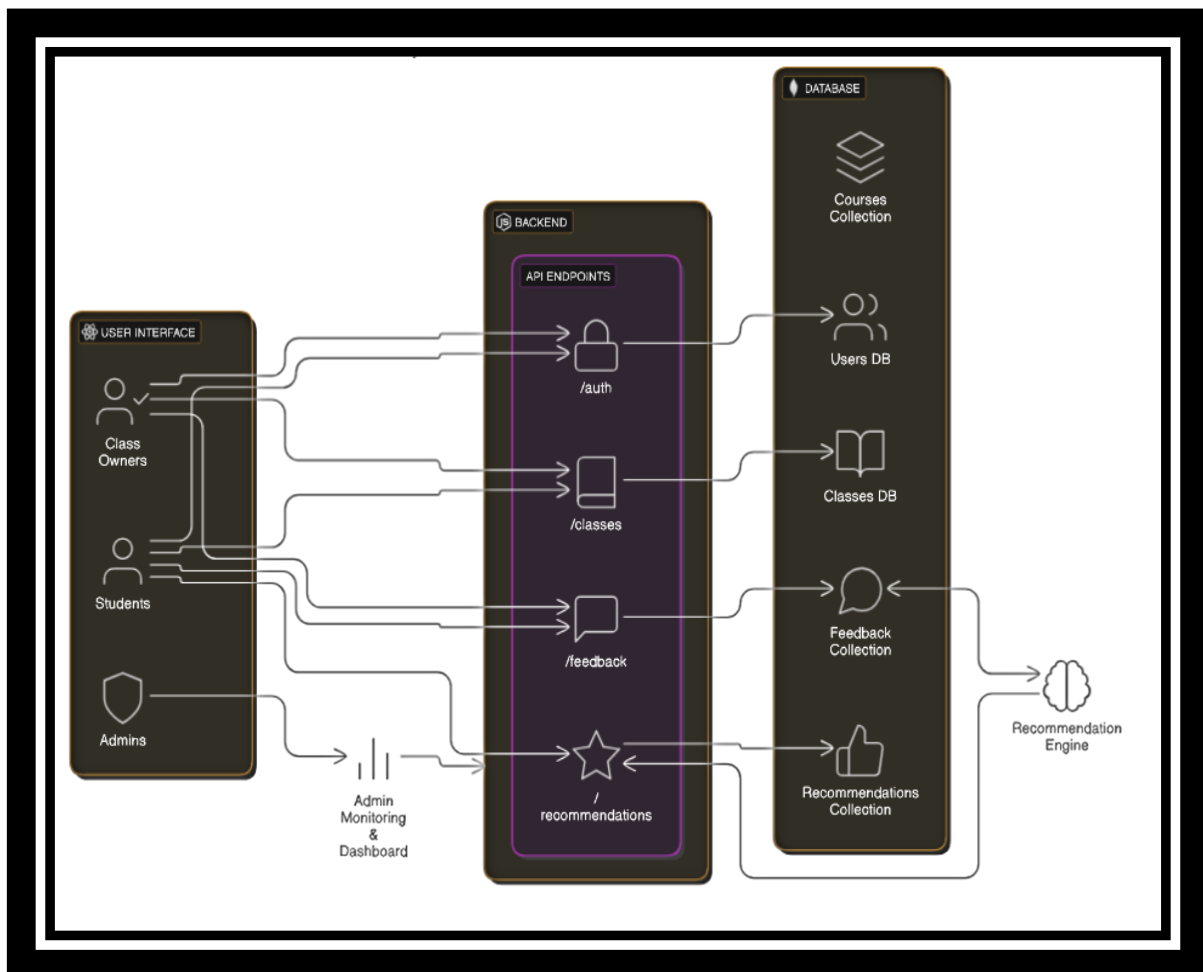 USER INTERFACE
Class
Owners
Students
Admins
Admin
Monitoring
&
Dashboard
BACKEND
API ENDPOINTS
/auth
/classes
/feedback
/
recommendations
DATABASE
Courses
Collection
Users DB
Classes DB
Feedback
Collection
Recommendations
Collection
Recommendation
Engine